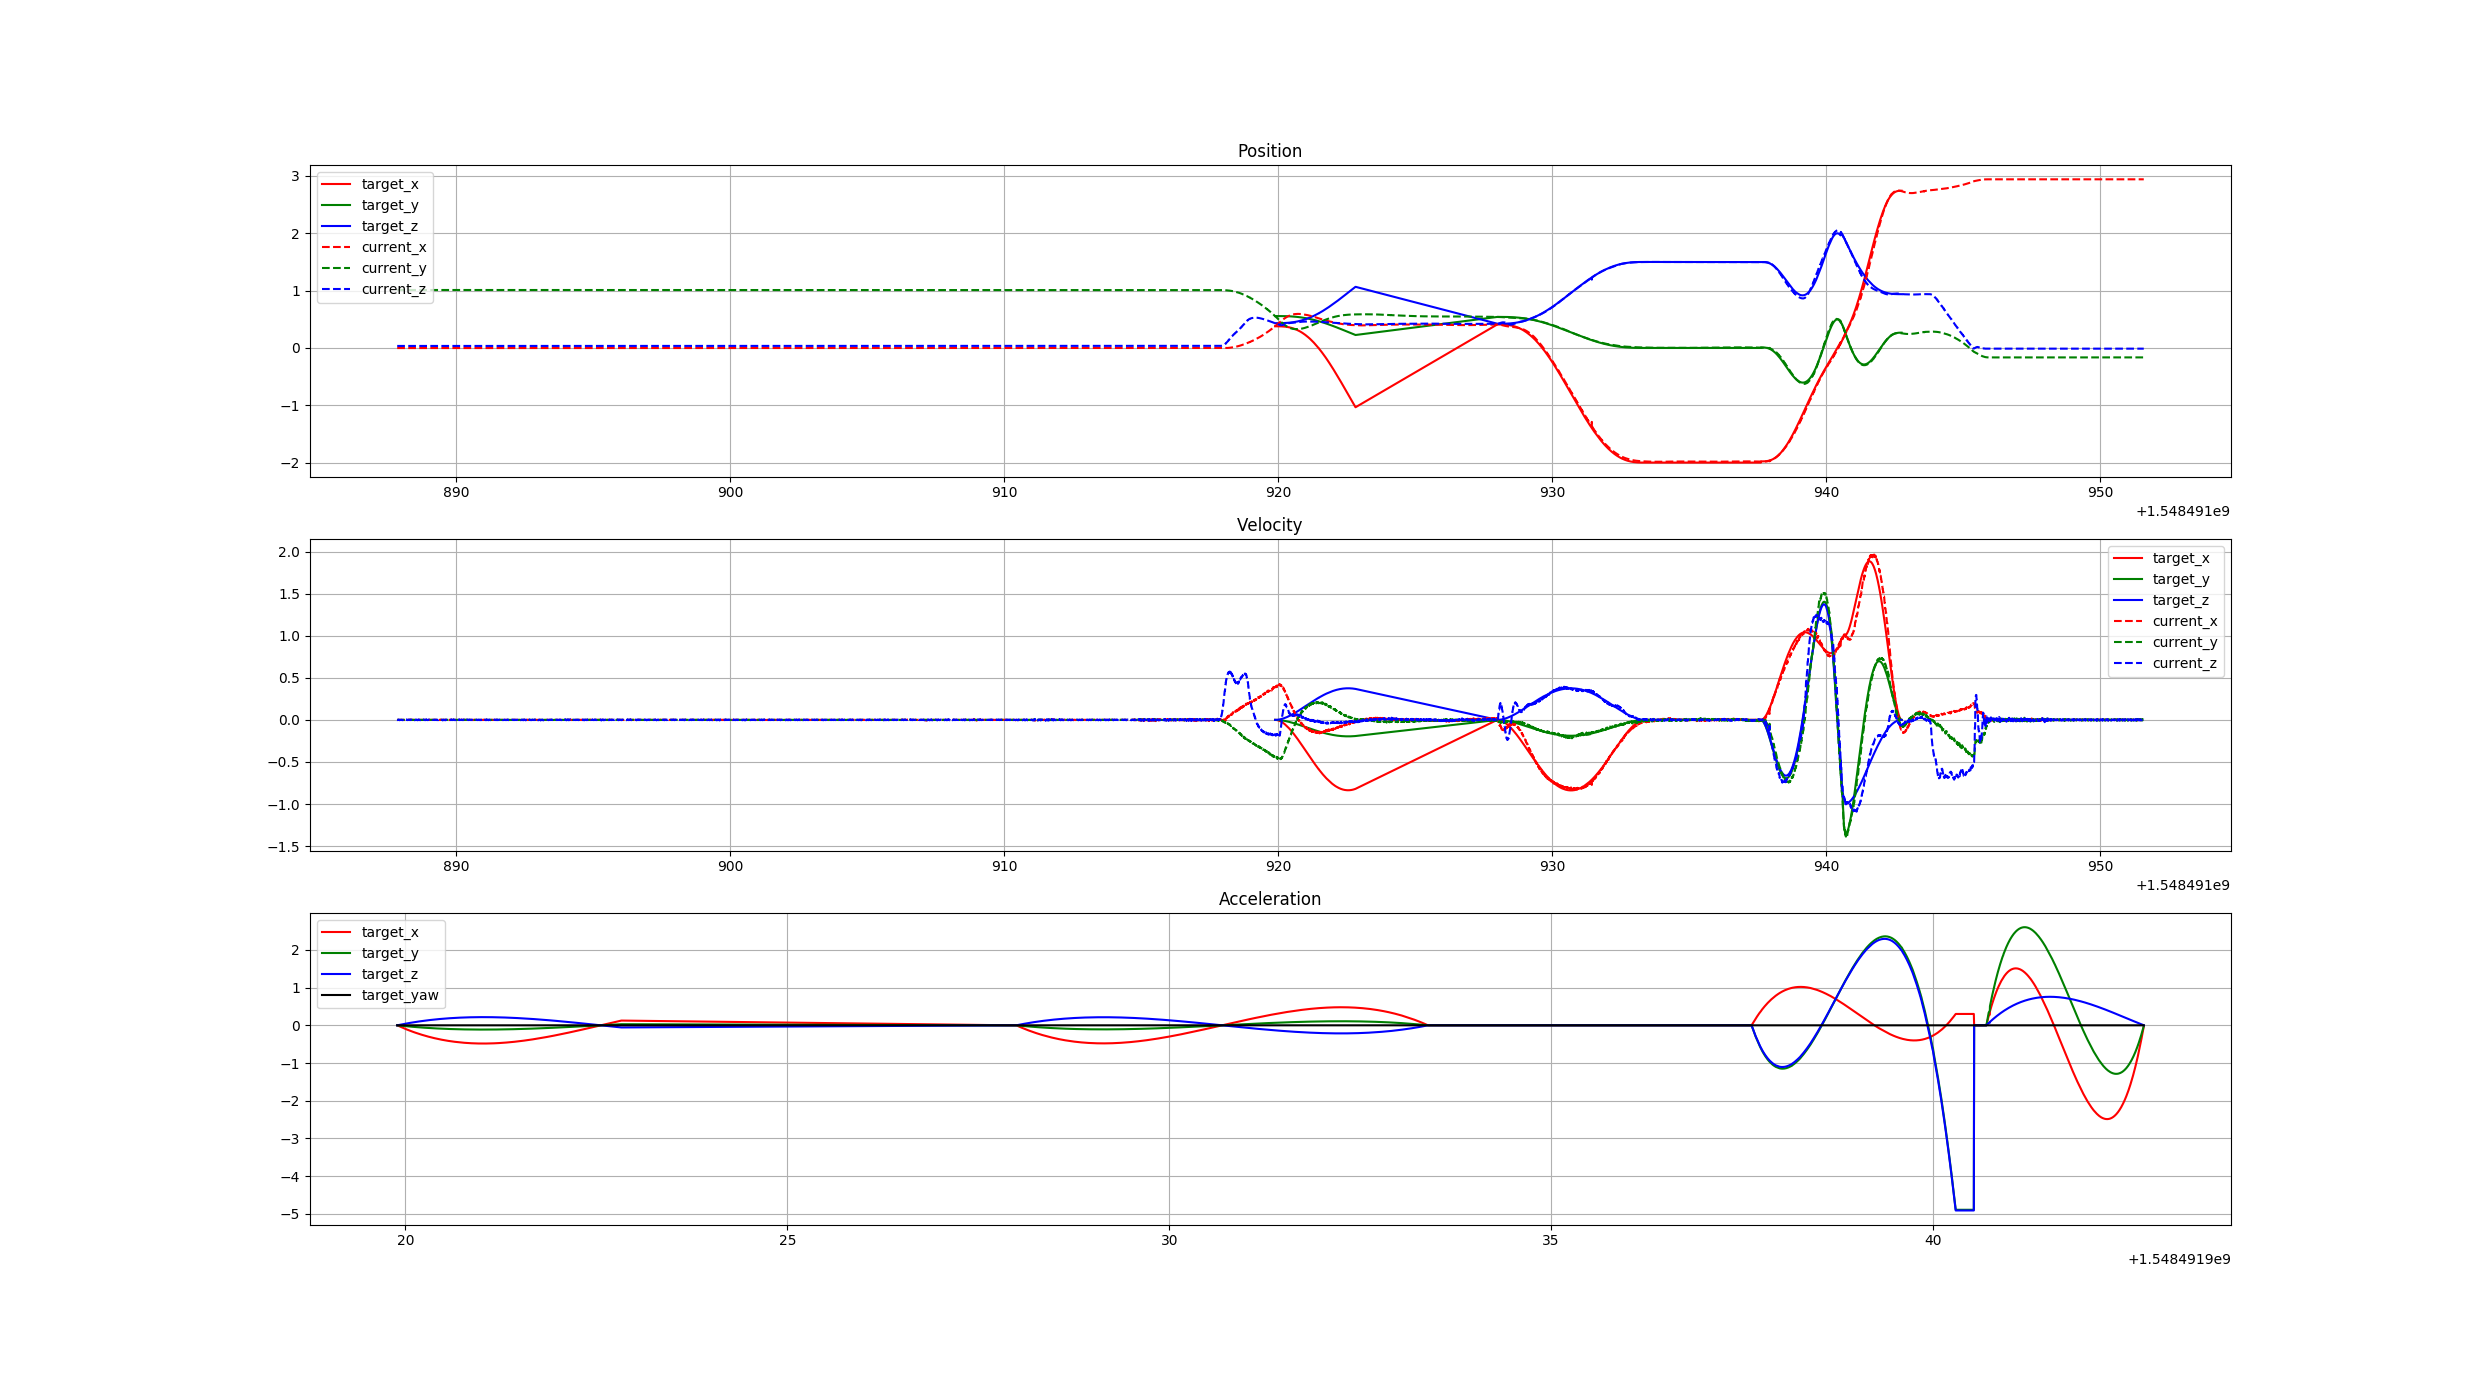 Position
3
2
1
0
−1
−2
target_x
target_y
target_z
current_x
current_y
current_z
890 900 910 920 930 940 950
+1.548491e9
Velocity
2.0
1.5
1.0
0.5
0.0
−0.5
−1.0
−1.5
target_x
target_y
target_z
current_x
current_y
current_z
890 900 910 920 930 940 950
+1.548491e9
Acceleration
2
1
0
−1
−2
−3
−4
−5
target_x
target_y
target_z
target_yaw
20 25 30 35 40
+1.5484919e9